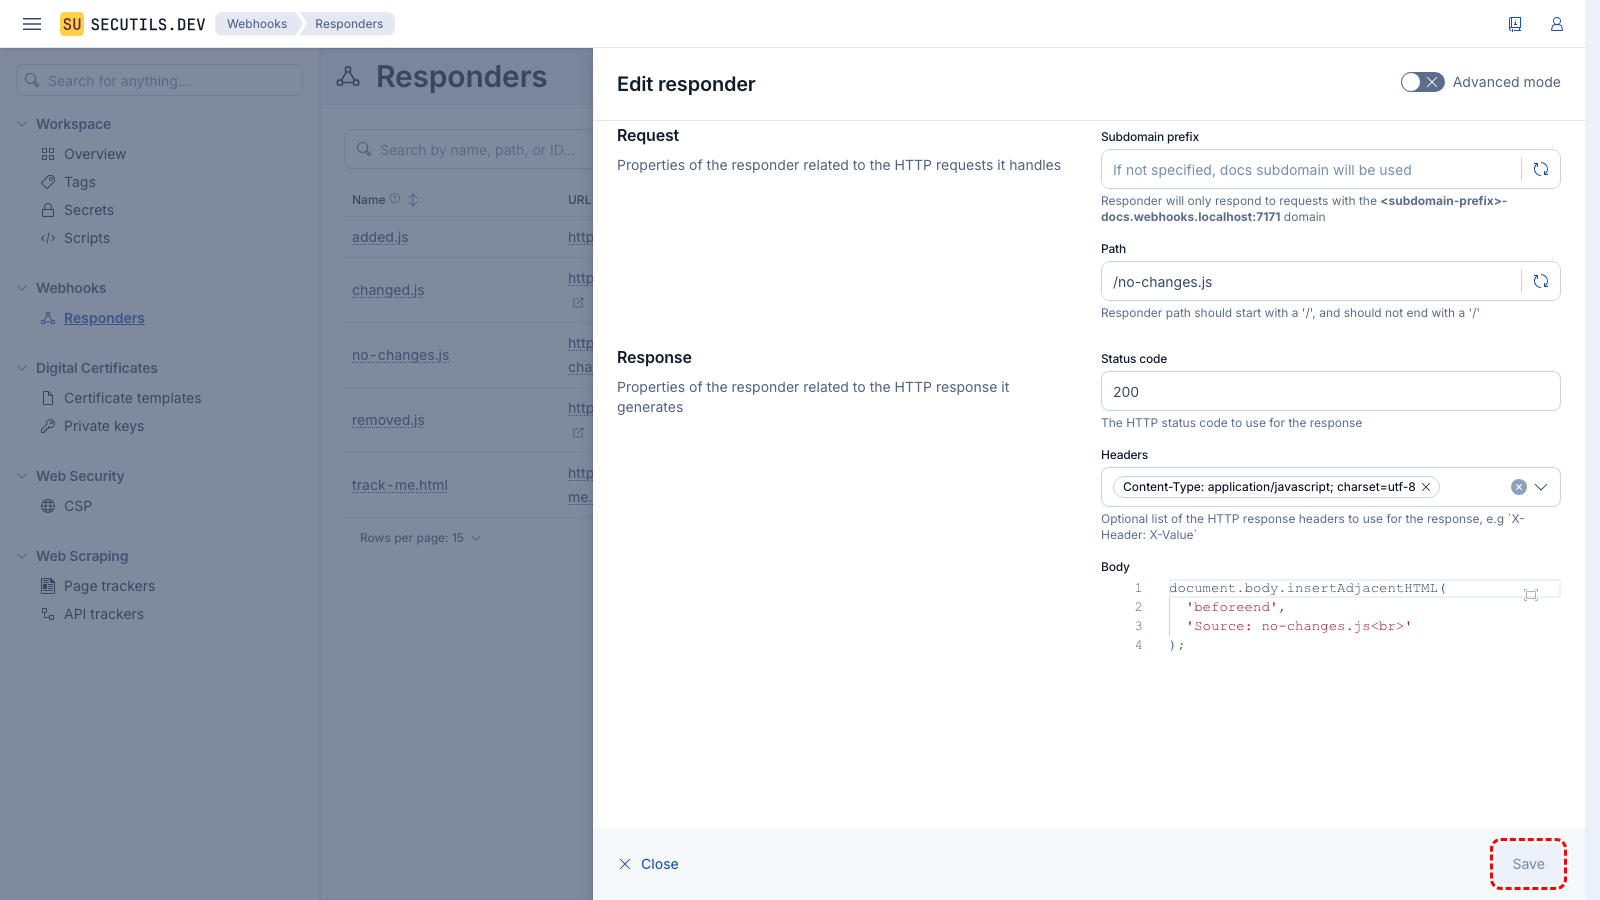 SU SECUTILS.DEV Webhooks Responders
Search for anything...
Workspace
Overview
Tags
Secrets
Scripts
Webhooks
Responders
Digital Certificates
Certificate templates
Private keys
Web Security
CSP
Web Scraping
Page trackers
API trackers
Responders
Search by name, path, or ID...
Name URL
added.js http
changed.js http
no-changes.js http
cha
removed.js http
track-me.html http
me.
Rows per page: 15
Edit responder
Advanced mode
Request
Properties of the responder related to the HTTP requests it handles
Subdomain prefix
If not specified, docs subdomain will be used
Responder will only respond to requests with the <subdomain-prefix>-
docs.webhooks.localhost:7171 domain
Path
/no-changes.js
Responder path should start with a '/', and should not end with a '/'
Response
Properties of the responder related to the HTTP response it
generates
Status code
200
The HTTP status code to use for the response
Headers
Content-Type: application/javascript; charset=utf-8
Optional list of the HTTP response headers to use for the response, e.g `X-
Header: X-Value`
Body
1 document.body.insertAdjacentHTML(
2 'beforeend',
3 'Source: no-changes.js<br>'
4 );
Close
Save